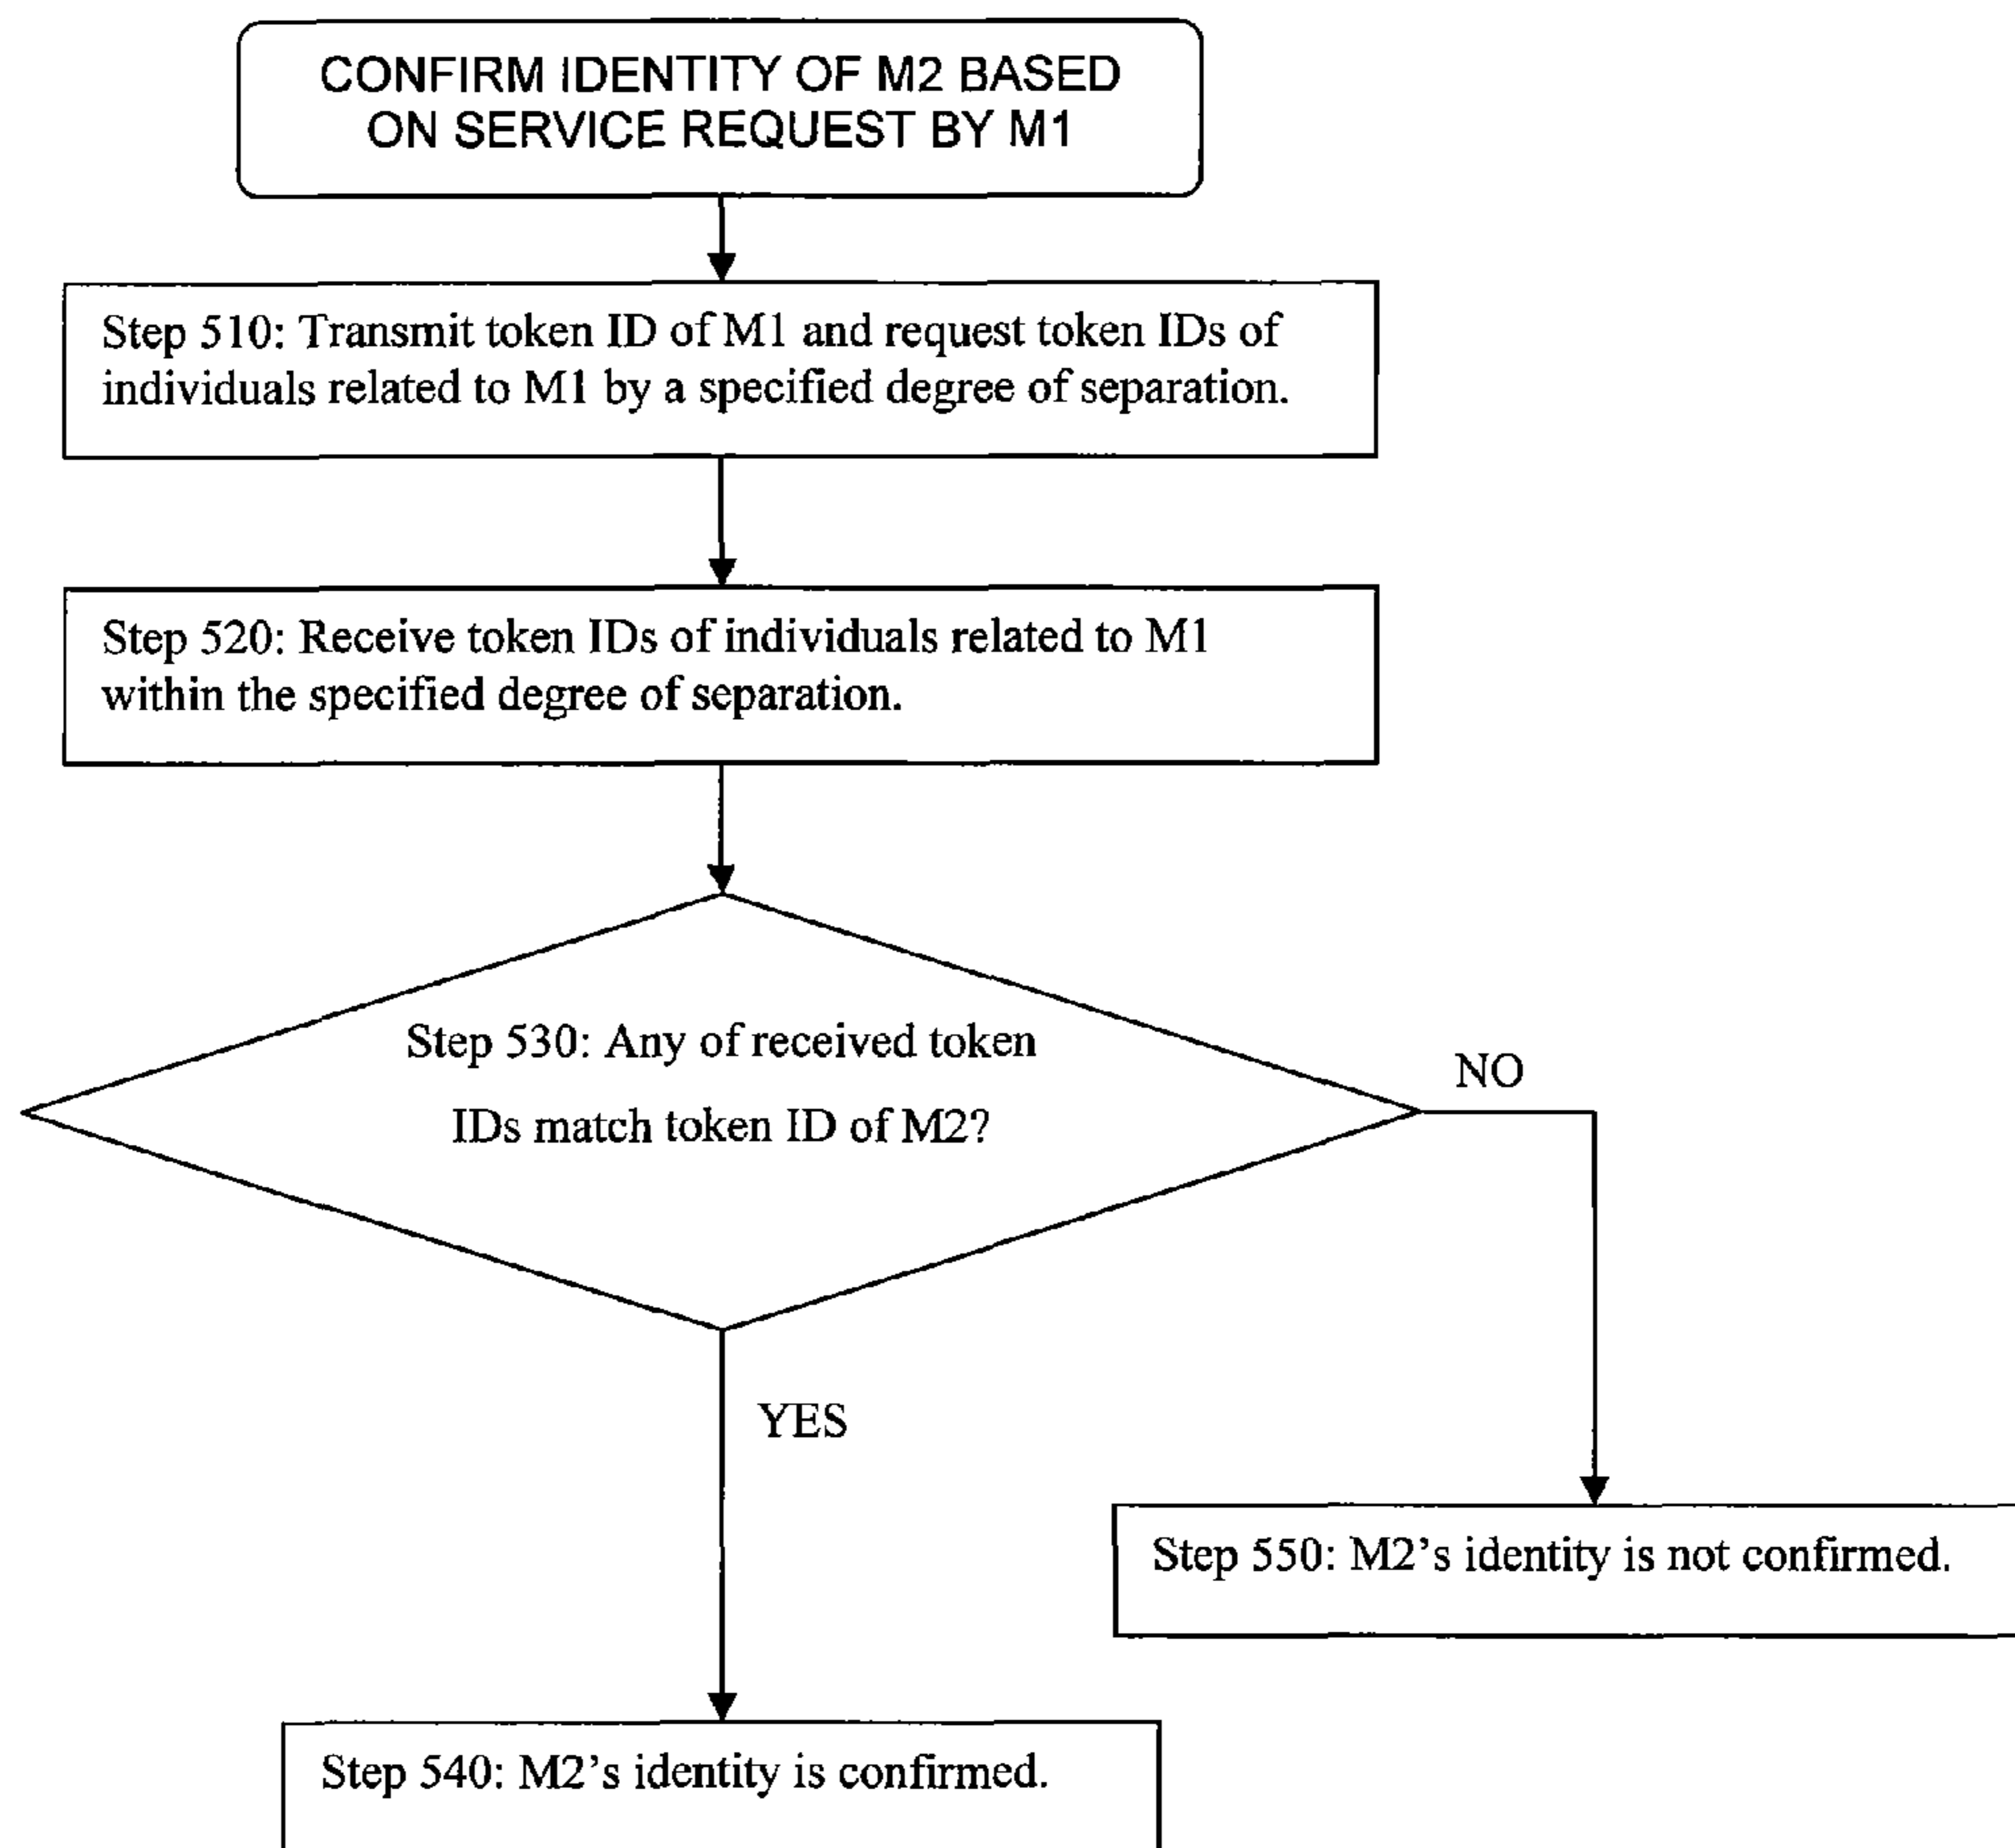 CONFIRM IDENTITY OF M2 BASED
ON SERVICE REQUEST BY M1
Step 510: Transmit token ID of M1 and request token IDs of
individuals related to M1 by a specified degree of separation.
Step 520: Receive token IDs of individuals related to M1
within the specified degree of separation.
Step 530: Any of received token
IDs match token ID of M2?
NO
YES
Step 550: M2’s identity is not confirmed.
Step 540: M2’s identity is confirmed.